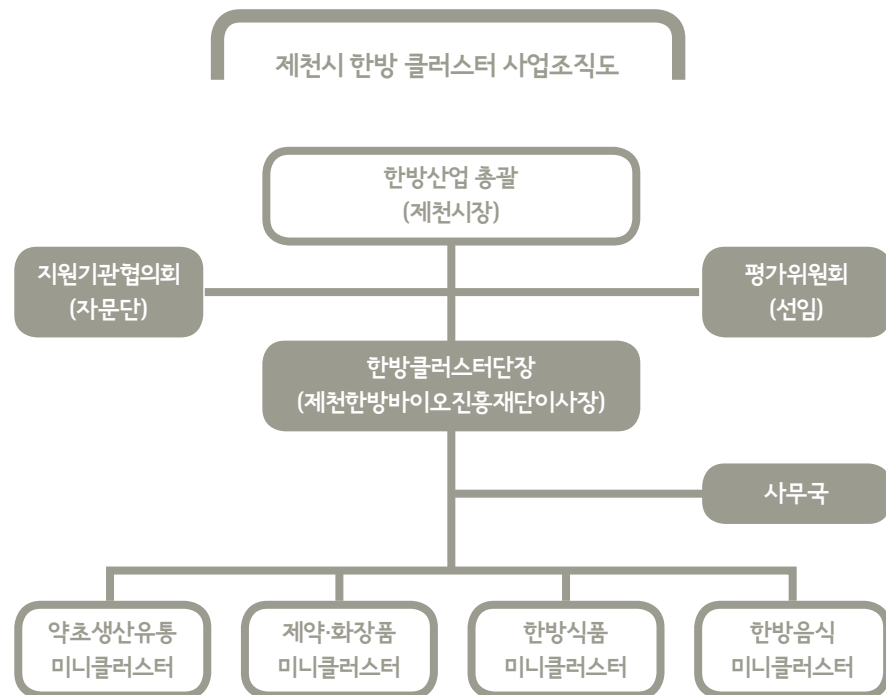 제천시 한방 클러스터 사업조직도
한방산업 총괄
(제천시장)
지원기관협의회
(자문단)
평가위원회
(선임)
한방클러스터단장
(제천한방바이오진흥재단이사장)
사무국
약초생산유통
미니클러스터
제약·화장품
미니클러스터
한방식품
미니클러스터
한방음식
미니클러스터